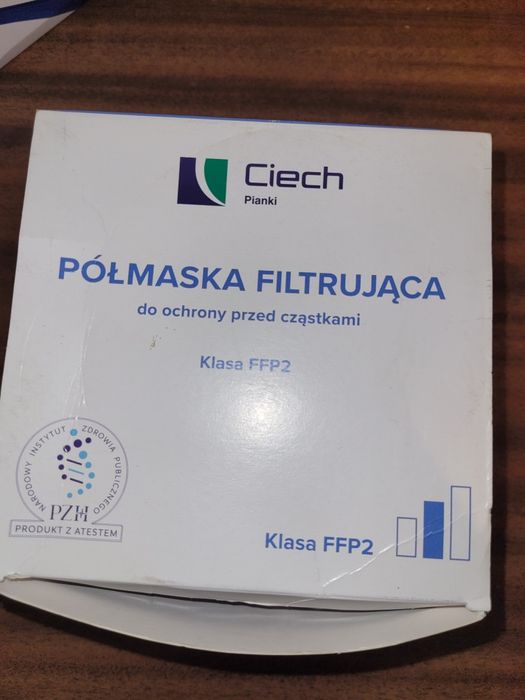 Ciech
Pianki
PÓŁMASKA FILTRUJĄCA
do ochrony przed cząstkami
Klasa FFP2
NARODOWY INSTYTUT ZDROWIA PUBLICZNEGO
PZH
PRODUKT Z ATESTEM
Klasa FFP2